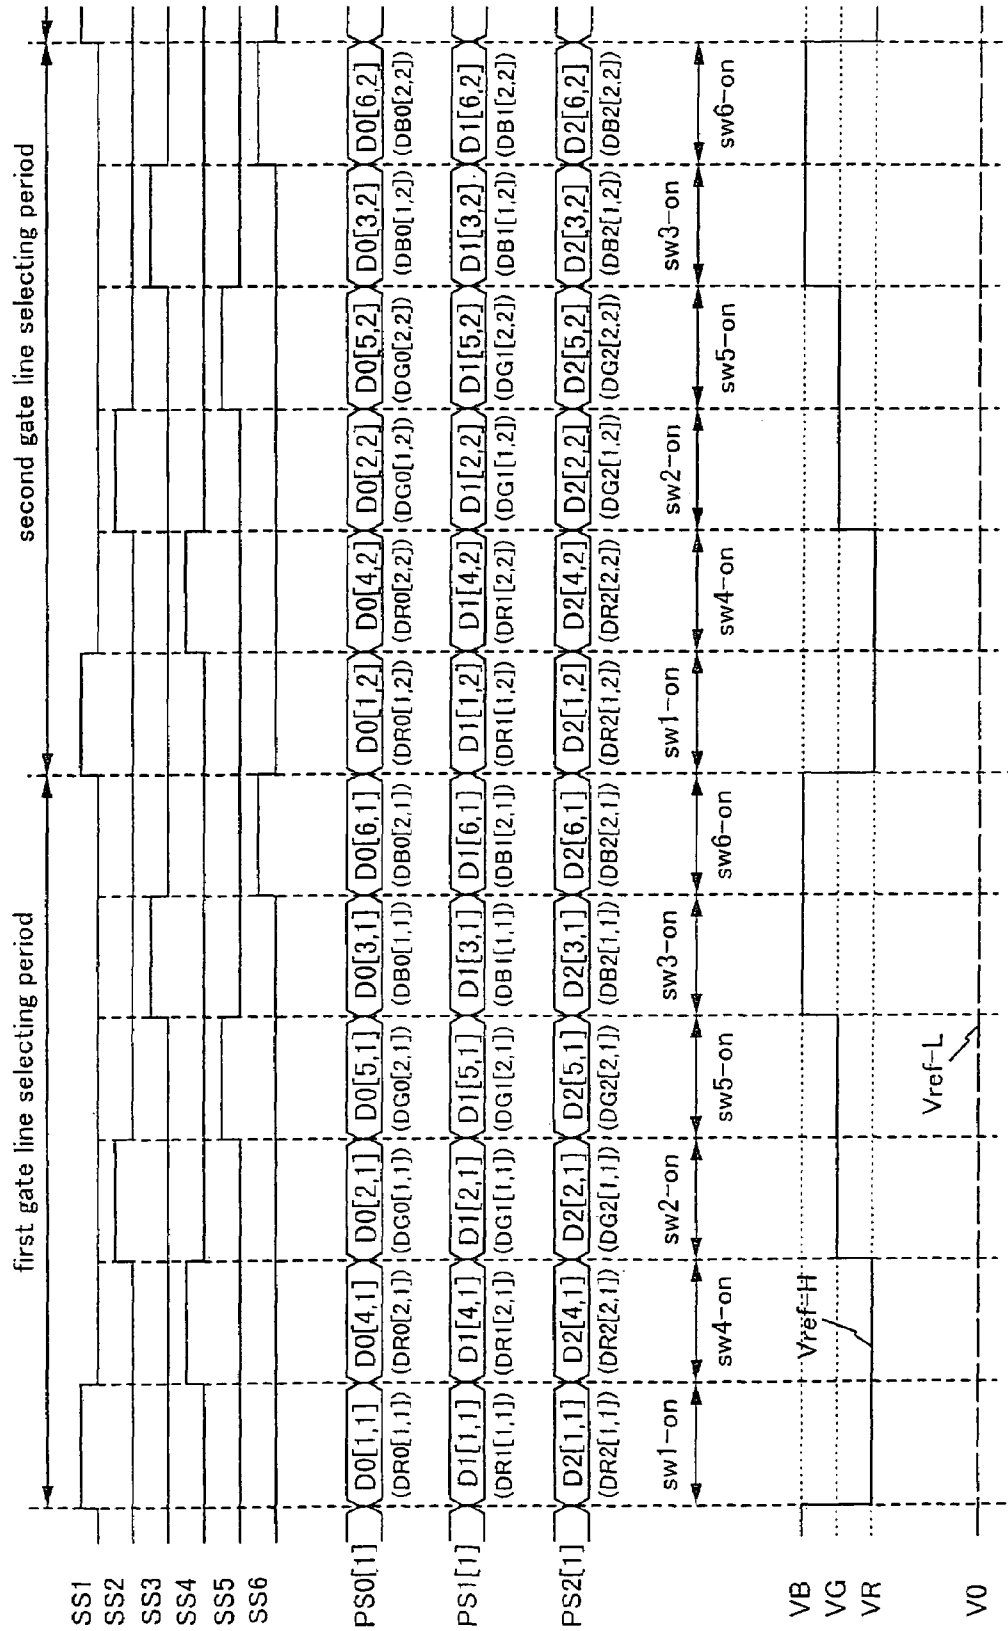 first gate line selecting period second gate line selecting period
SS1
SS2
SS3
SS4
SS5
SS6
PS0[1] D0[1,1] D0[4,1] D0[2,1] D0[5,1] D0[3,1] D0[6,1] D0[1,2] D0[4,2] D0[2,2] D0[5,2] D0[3,2] D0[6,2]
(DR0[1,1]) (DR0[2,1]) (DG0[1,1]) (DG0[2,1]) (DB0[1,1]) (DB0[2,1]) (DR0[1,2]) (DR0[2,2]) (DG0[1,2]) (DG0[2,2]) (DB0[1,2]) (DB0[2,2])
PS1[1] D1[1,1] D1[4,1] D1[2,1] D1[5,1] D1[3,1] D1[6,1] D1[1,2] D1[4,2] D1[2,2] D1[5,2] D1[3,2] D1[6,2]
(DR1[1,1]) (DR1[2,1]) (DG1[1,1]) (DG1[2,1]) (DB1[1,1]) (DB1[2,1]) (DR1[1,2]) (DR1[2,2]) (DG1[1,2]) (DG1[2,2]) (DB1[1,2]) (DB1[2,2])
PS2[1] D2[1,1] D2[4,1] D2[2,1] D2[5,1] D2[3,1] D2[6,1] D2[1,2] D2[4,2] D2[2,2] D2[5,2] D2[3,2] D2[6,2]
(DR2[1,1]) (DR2[2,1]) (DG2[1,1]) (DG2[2,1]) (DB2[1,1]) (DB2[2,1]) (DR2[1,2]) (DR2[2,2]) (DG2[1,2]) (DG2[2,2]) (DB2[1,2]) (DB2[2,2])
sw1-on sw4-on sw2-on sw5-on sw3-on sw6-on sw1-on sw4-on sw2-on sw5-on sw3-on sw6-on
VB Vref-H
VG
VR
Vref-L
V0